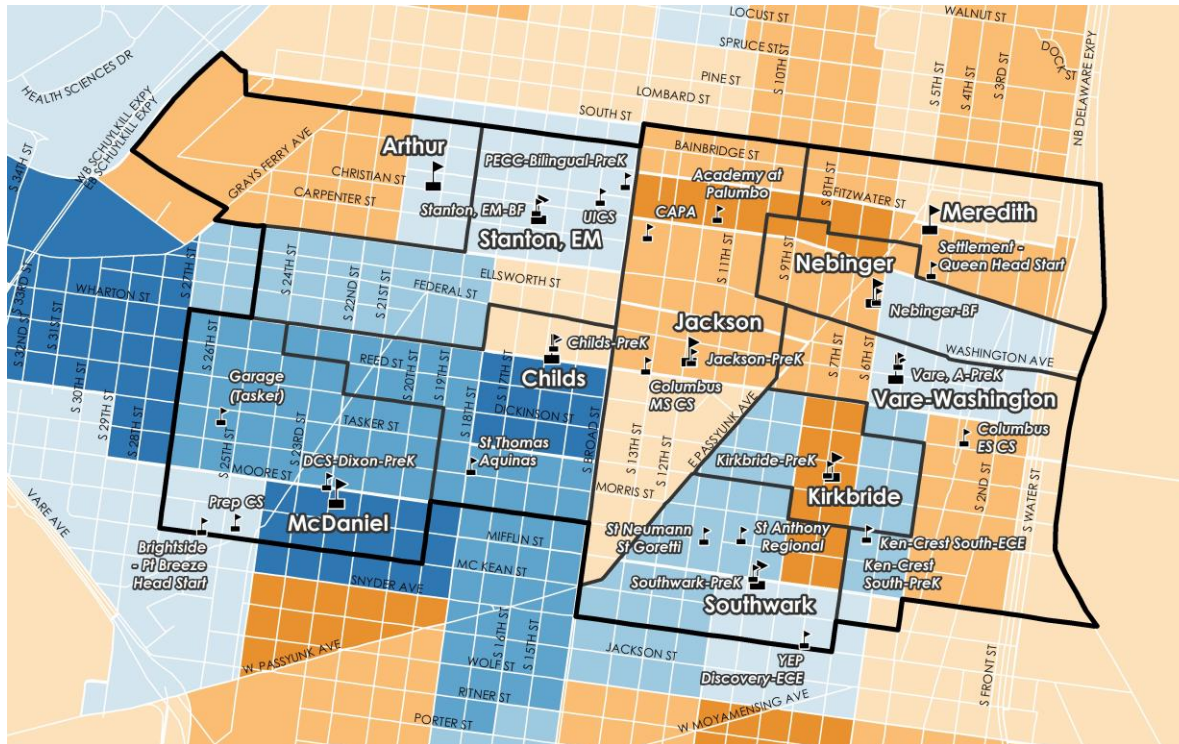 LOCUST ST
WALNUT ST
SPRUCE ST
DOCK ST
HEALTH SCIENCES DR
PINE ST
S 10TH ST
S 5TH ST
S 4TH ST
S 3RD ST
NB DELAWARE EXPY
LOMBARD ST
SOUTH ST
WB SCHUYLKILL EXPY
EB SCHUYLKILL EXPY
S 34TH ST
GRAYS FERRY AVE
Arthur
PECC-Bilingual-PreK
BAINBRIDGE ST
CHRISTIAN ST
Academy at
Palumbo
S 8TH ST
FITZWATER ST
CARPENTER ST
Stanton, EM-BF
UICS
CAPA
Meredith
Stanton, EM
S 11TH ST
S 9TH ST
Nebinger
Settlement -
Queen Head Start
S 33RD ST
S 27TH ST
S 24TH ST
ELLSWORTH ST
FEDERAL ST
S 22ND ST
S 21ST ST
WHARTON ST
Nebinger-BF
S 32ND ST
S 31ST ST
Jackson
S 26TH ST
Childs-PreK
Jackson-PreK
S 7TH ST
S 6TH ST
WASHINGTON AVE
REED ST
S 20TH ST
S 19TH ST
S 17TH ST
Childs
Columbus
MS CS
Vare, A-PreK
Vare-Washington
Garage
(Tasker)
S 30TH ST
S 29TH ST
S 28TH ST
DICKINSON ST
S BROAD ST
E PASSYUNK AVE
TASKER ST
S 18TH ST
S 25TH ST
S 23RD ST
St Thomas
Aquinas
S 13TH ST
S 12TH ST
Columbus
ES CS
DCS-Dixon-PreK
MOORE ST
Kirkbride-PreK
Kirkbride
MORRIS ST
S 2ND ST
S WATER ST
VARE AVE
Prep CS
McDaniel
Brightside
- Pt Breeze
Head Start
MIFFLIN ST
St Neumann
St Goretti
St Anthony
Regional
Ken-Crest South-ECE
MC KEAN ST
Ken-Crest
South-PreK
SNYDER AVE
Southwark-PreK
Southwark
S 16TH ST
S 15TH ST
W PASSYUNK AVE
WOLF ST
JACKSON ST
YEP
Discovery-ECE
S FRONT ST
RITNER ST
PORTER ST
W MOYAMENSING AVE